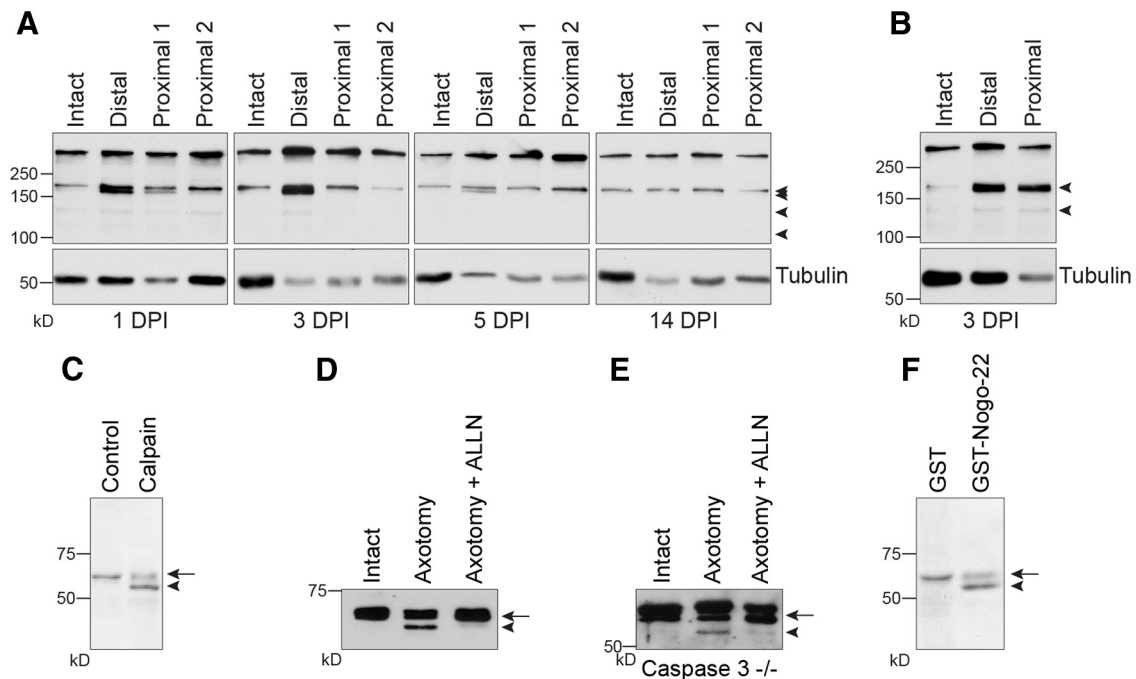 A
Intact
Distal
Proximal 1
Proximal 2
Intact
Distal
Proximal 1
Proximal 2
Intact
Distal
Proximal 1
Proximal 2
Intact
Distal
Proximal 1
Proximal 2
250
150
100
50
Tubulin
kD
1 DPI
3 DPI
5 DPI
14 DPI
B
Intact
Distal
Proximal
250
150
100
50
Tubulin
kD
3 DPI
C
Control
Calpain
75
50
kD
D
Intact
Axotomy
Axotomy + ALLN
75
kD
E
Intact
Axotomy
Axotomy + ALLN
50
kD
Caspase 3 -/-
F
GST
GST-Nogo-22
75
50
kD